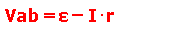 Vab = ε − I · r